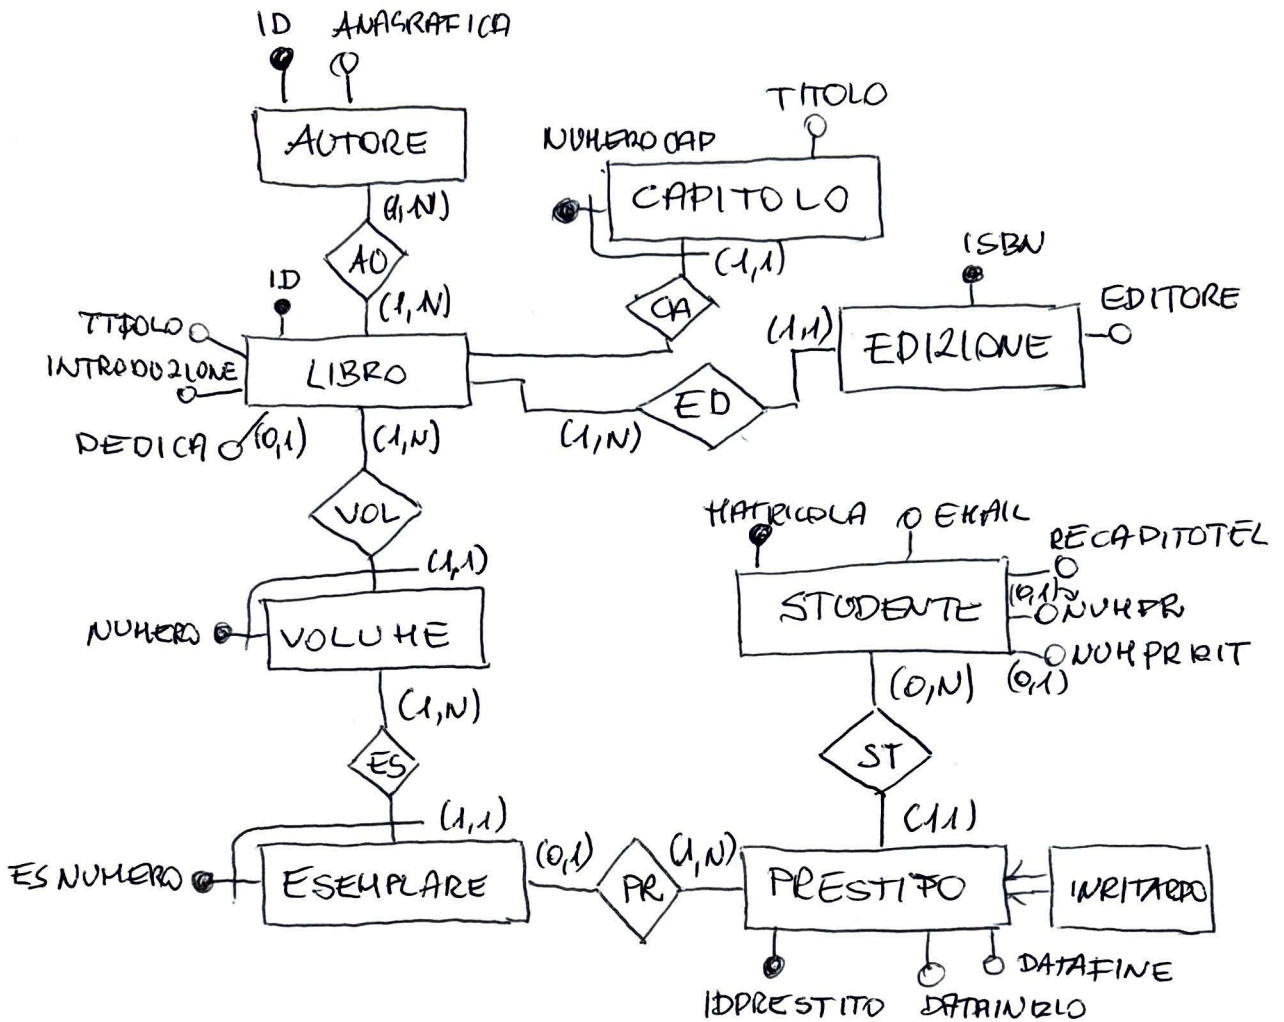 ID ANAGRAFICA
AUTORE
(1,N)
AO
(1,N)
ID
TITOLO
INTRODUZIONE
LIBRO
DEDICA
(0,1)
(1,N)
NUMERO CAP
TITOLO
CAPITOLO
(1,1)
CA
ISBN
EDITORE
(1,1)
EDIZIONE
ED
(1,N)
VOL
(1,1)
NUMERO
VOLUME
(1,N)
ES
(1,1)
ESNUMERO
ESEMPLARE
(0,1)
PR
(1,N)
MATRICOLA
EMAIL
RECAPITOTEL
STUDENTE
(0,1)
NUMPR
NUMPRRIT
(0,1)
(0,N)
ST
(11)
PRESTITO
INRITARDO
IDPRESTITO
DATAINIZIO
DATAFINE